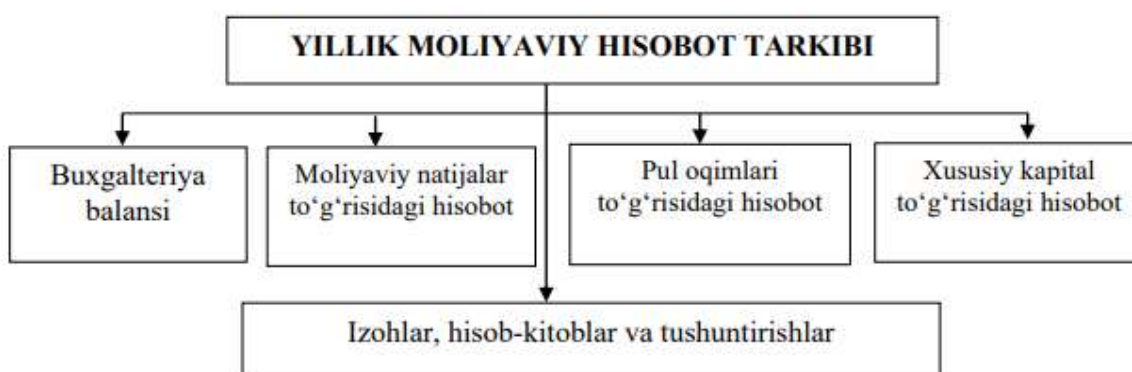 YILLIK MOLIYAVIY HISOBOT TARKIBI
Buxgalteriya
balansi
Moliyaviy natijalar
to‘g‘risidagi hisobot
Pul oqimlari
to‘g‘risidagi hisobot
Xususiy kapital
to‘g‘risidagi hisobot
Izohlar, hisob-kitoblar va tushuntirishlar